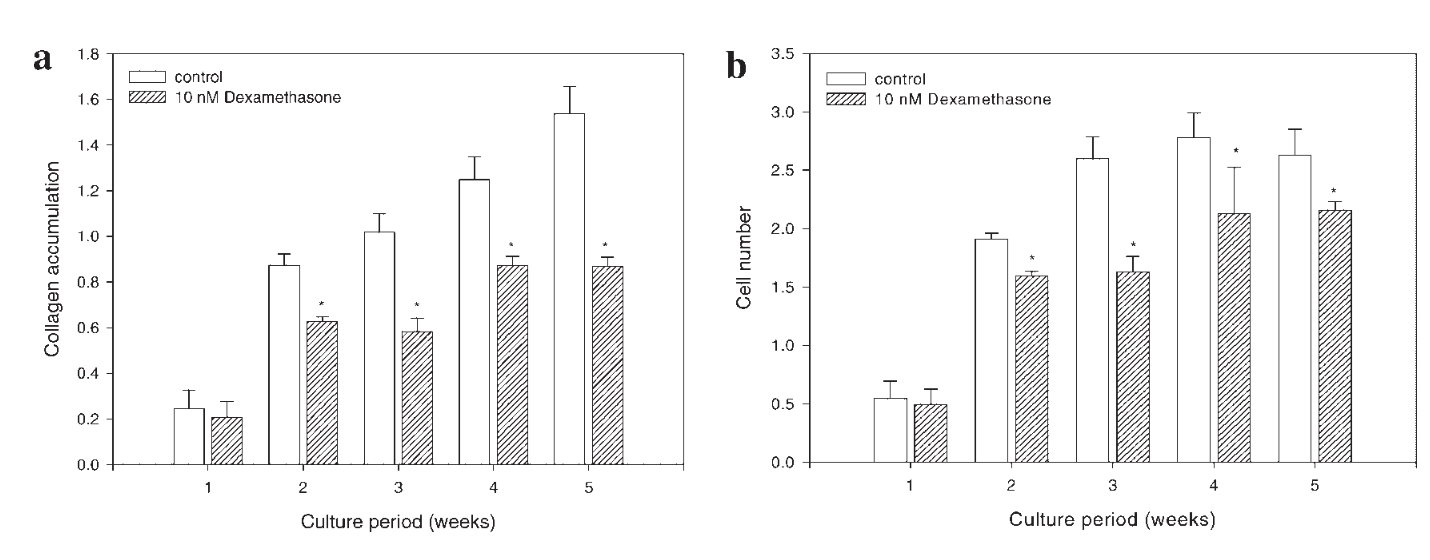 a
1.8
1.6
1.4
1.2
1.0
0.8
0.6
0.4
0.2
0.0
Collagen accumulation
control
10 nM Dexamethasone
* * * *
1 2 3 4 5
Culture period (weeks)
b
3.5
3.0
2.5
2.0
1.5
1.0
0.5
0.0
Cell number
control
10 nM Dexamethasone
* * * *
1 2 3 4 5
Culture period (weeks)